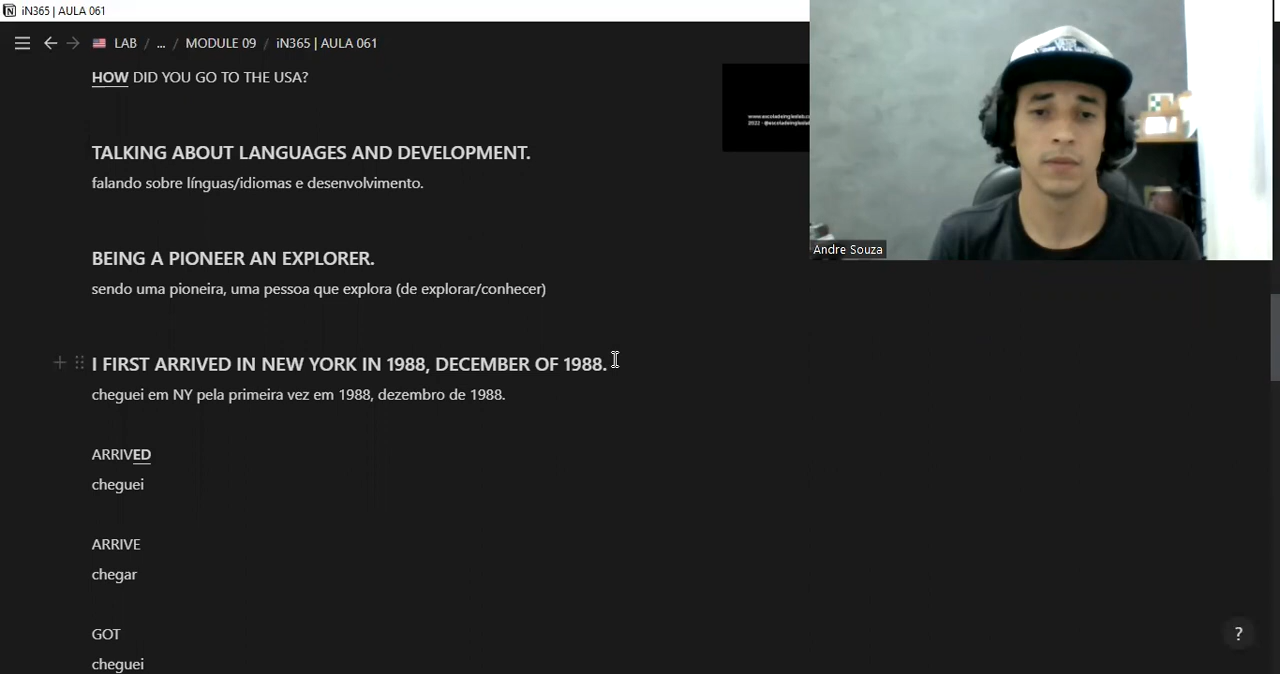 iN365 | AULA 061
LAB / ... / MODULE 09 / iN365 | AULA 061
HOW DID YOU GO TO THE USA?
TALKING ABOUT LANGUAGES AND DEVELOPMENT.
falando sobre línguas/idiomas e desenvolvimento.
Andre Souza
BEING A PIONEER AN EXPLORER.
sendo uma pioneira, uma pessoa que explora (de explorar/conhecer)
I FIRST ARRIVED IN NEW YORK IN 1988, DECEMBER OF 1988.
cheguei em NY pela primeira vez em 1988, dezembro de 1988.
ARRIVED
cheguei
ARRIVE
chegar
GOT
cheguei
?